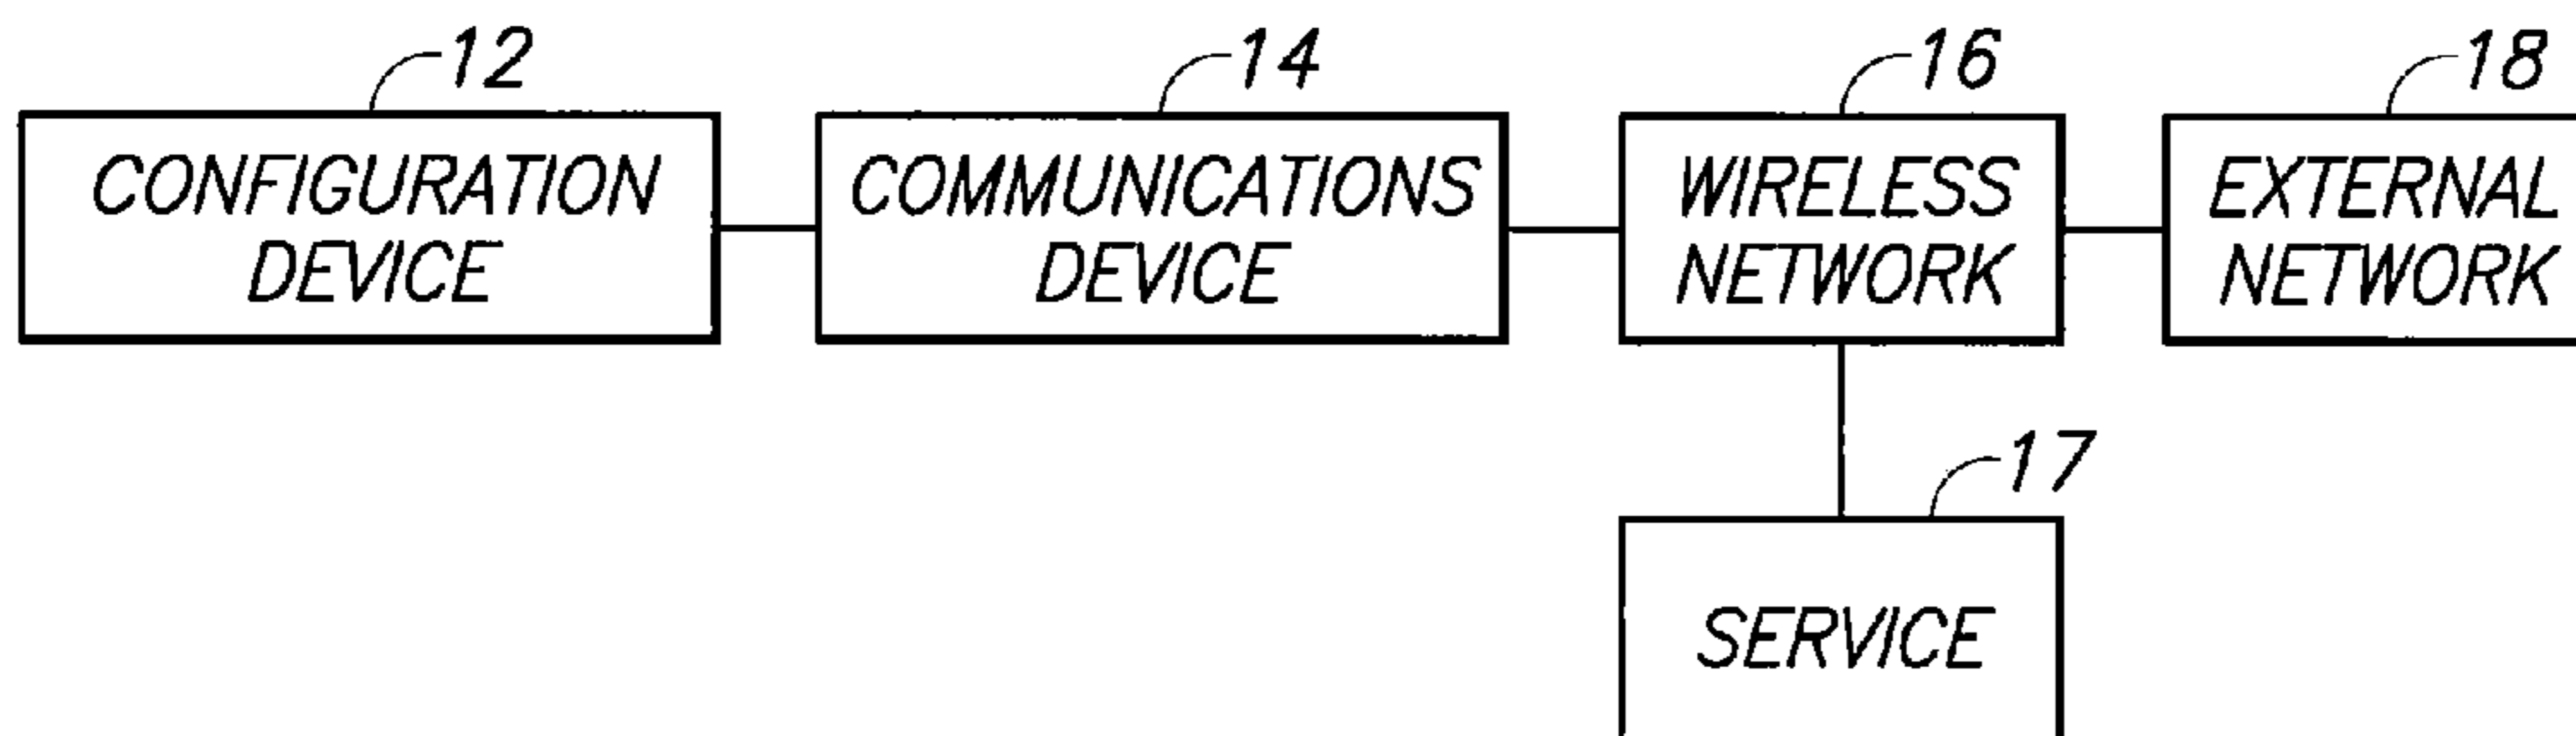 12
14
16
18
CONFIGURATION
DEVICE
COMMUNICATIONS
DEVICE
WIRELESS
NETWORK
EXTERNAL
NETWORK
17
SERVICE